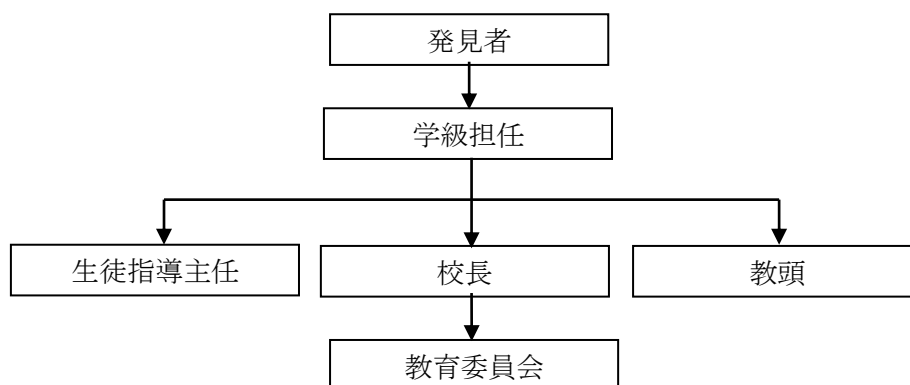 発見者
学級担任
生徒指導主任
校長
教頭
教育委員会